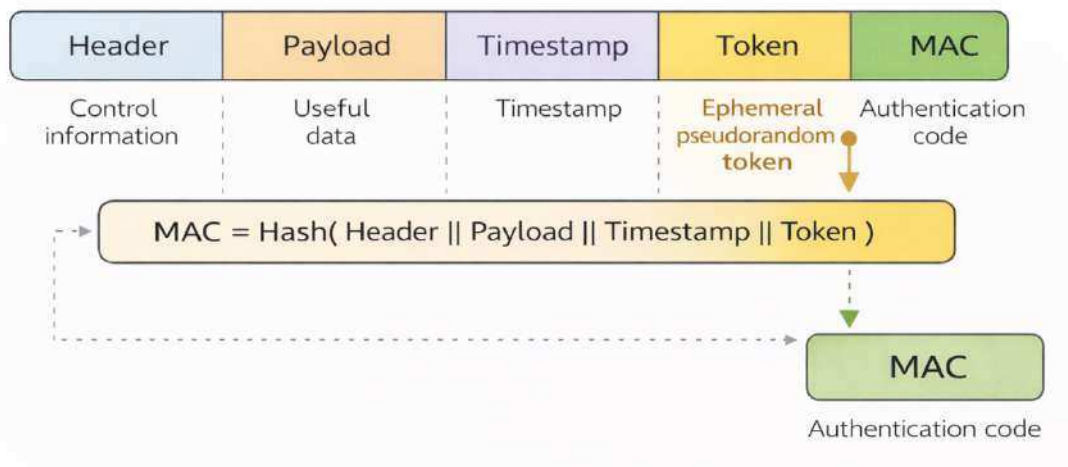 Header Payload Timestamp Token MAC
Control information
Useful data
Timestamp
Ephemeral pseudorandom token
Authentication code
MAC = Hash( Header || Payload || Timestamp || Token )
MAC
Authentication code